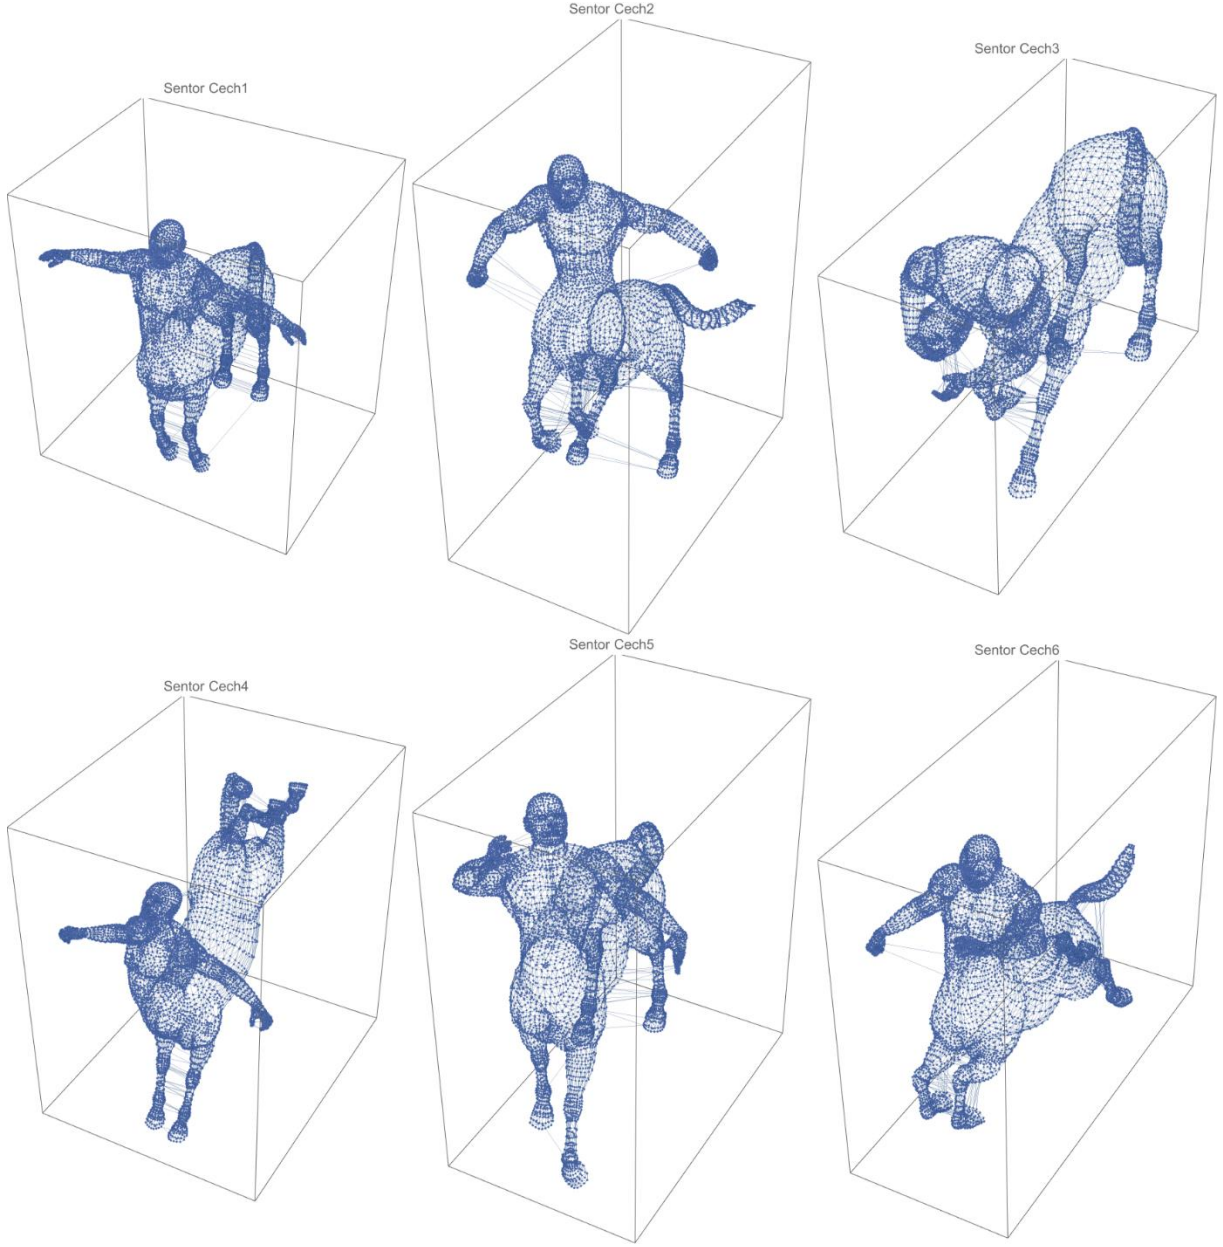 Sentor Cech1
Sentor Cech2
Sentor Cech3
Sentor Cech4
Sentor Cech5
Sentor Cech6